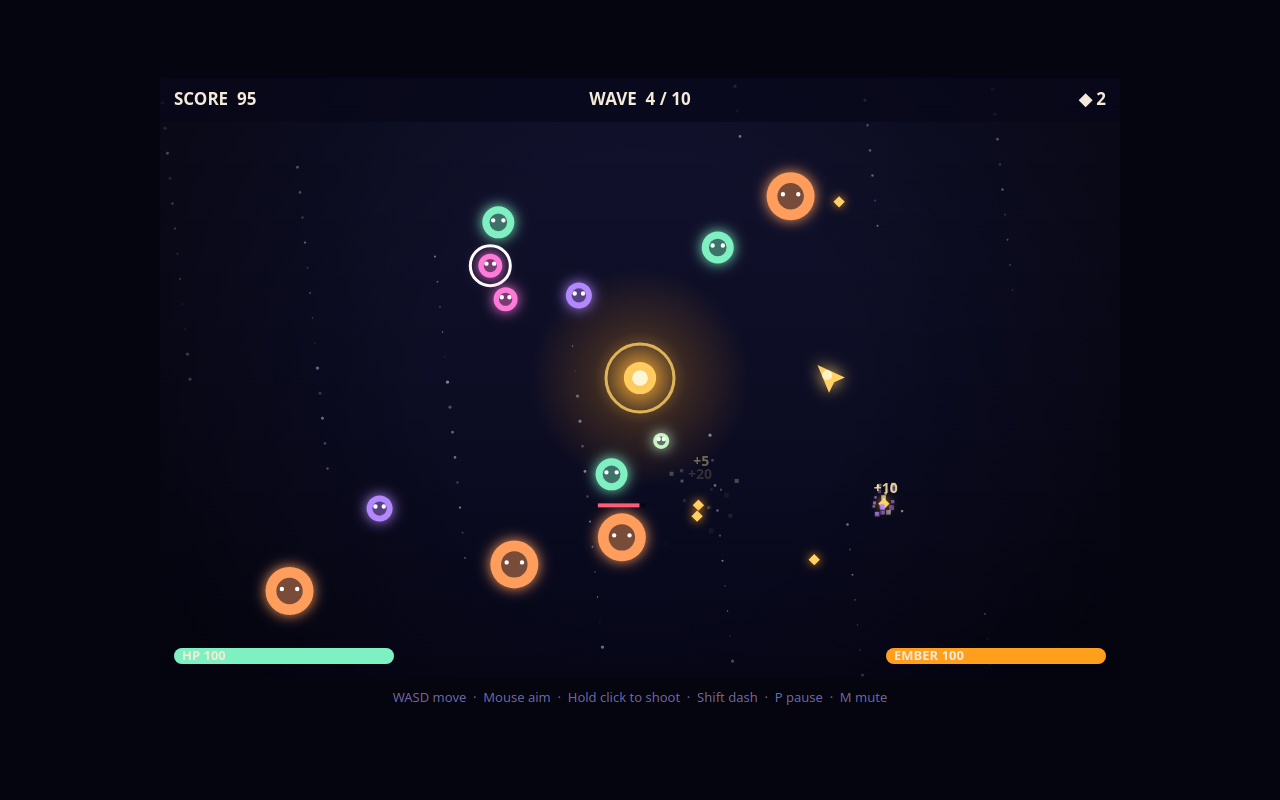 SCORE 95
WAVE 4 / 10
◆ 2
+5
+20
+10
HP 100
EMBER 100
WASD move · Mouse aim · Hold click to shoot · Shift dash · P pause · M mute